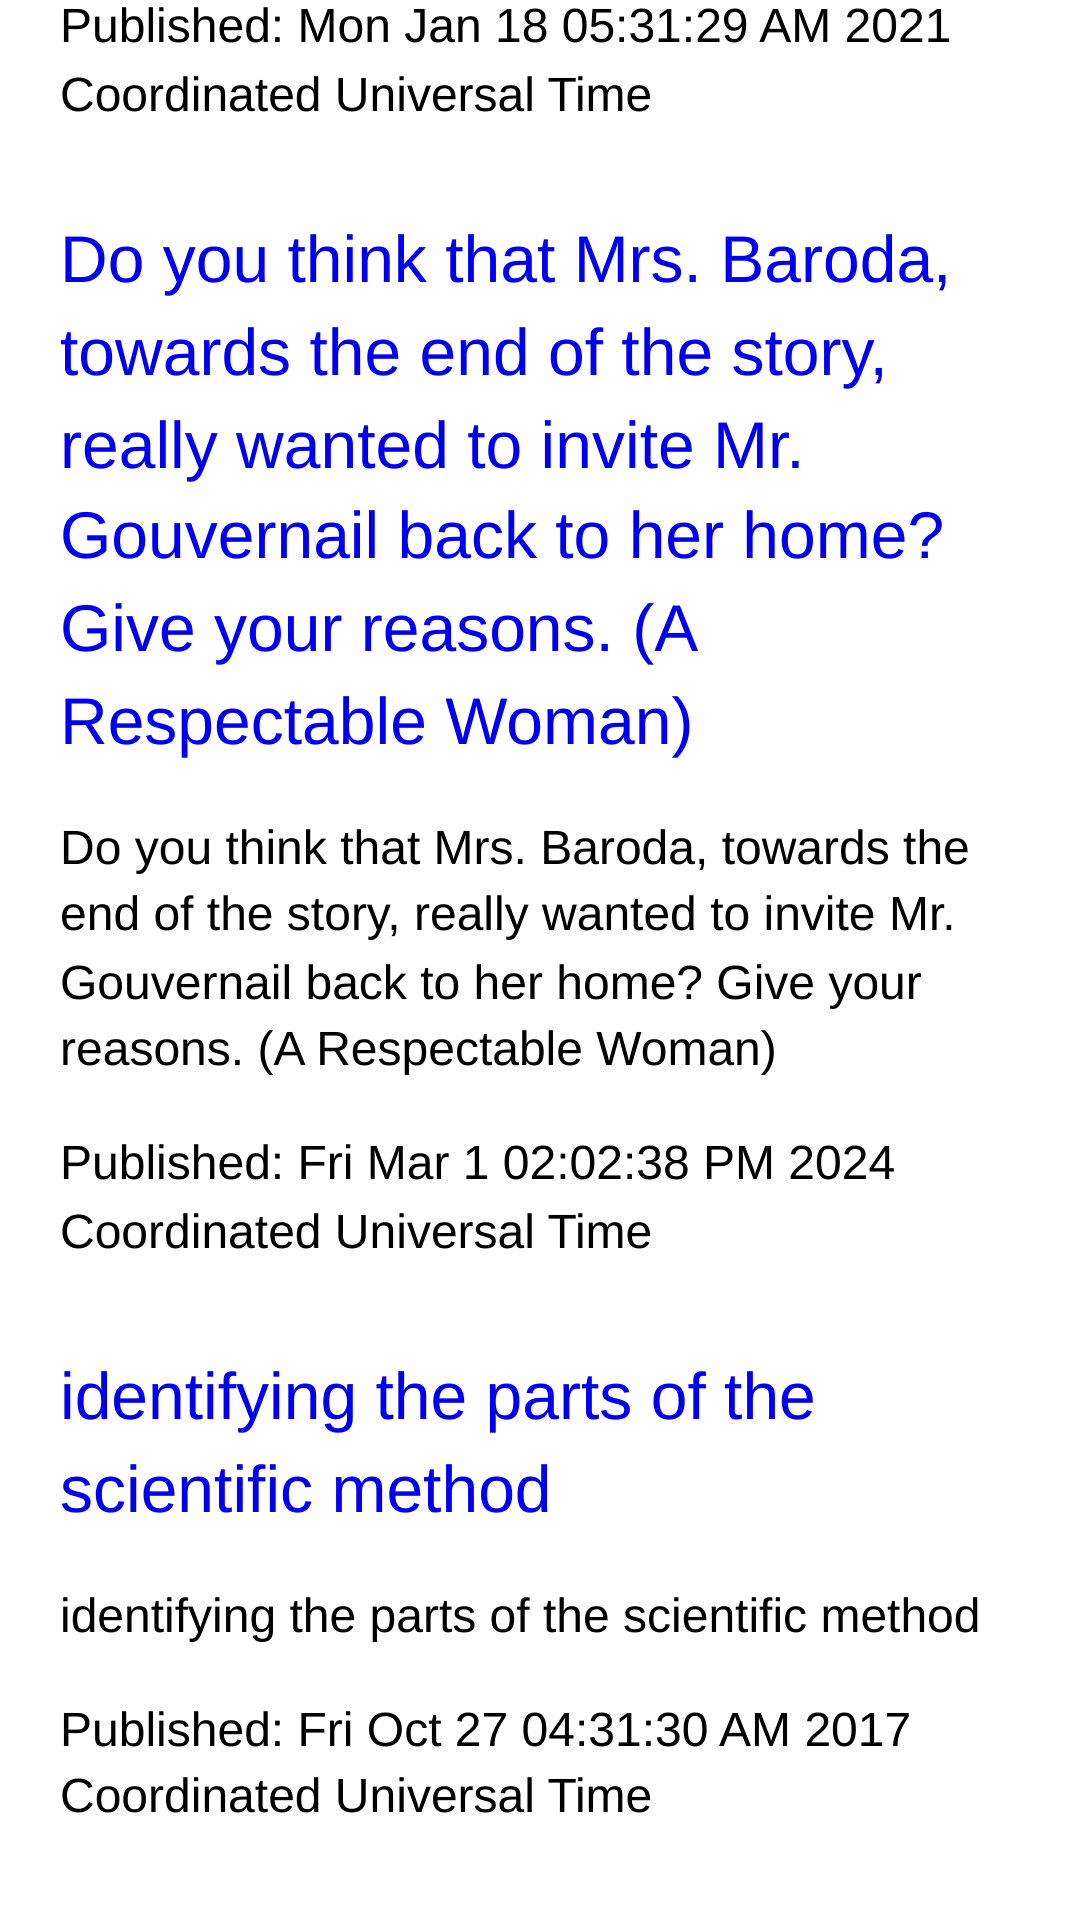 Published: Mon Jan 18 05:31:29 AM 2021
Coordinated Universal Time
Do you think that Mrs. Baroda,
towards the end of the story,
really wanted to invite Mr.
Gouvernail back to her home?
Give your reasons. (A
Respectable Woman)
Do you think that Mrs. Baroda, towards the
end of the story, really wanted to invite Mr.
Gouvernail back to her home? Give your
reasons. (A Respectable Woman)
Published: Fri Mar 1 02:02:38 PM 2024
Coordinated Universal Time
identifying the parts of the
scientific method
identifying the parts of the scientific method
Published: Fri Oct 27 04:31:30 AM 2017
Coordinated Universal Time